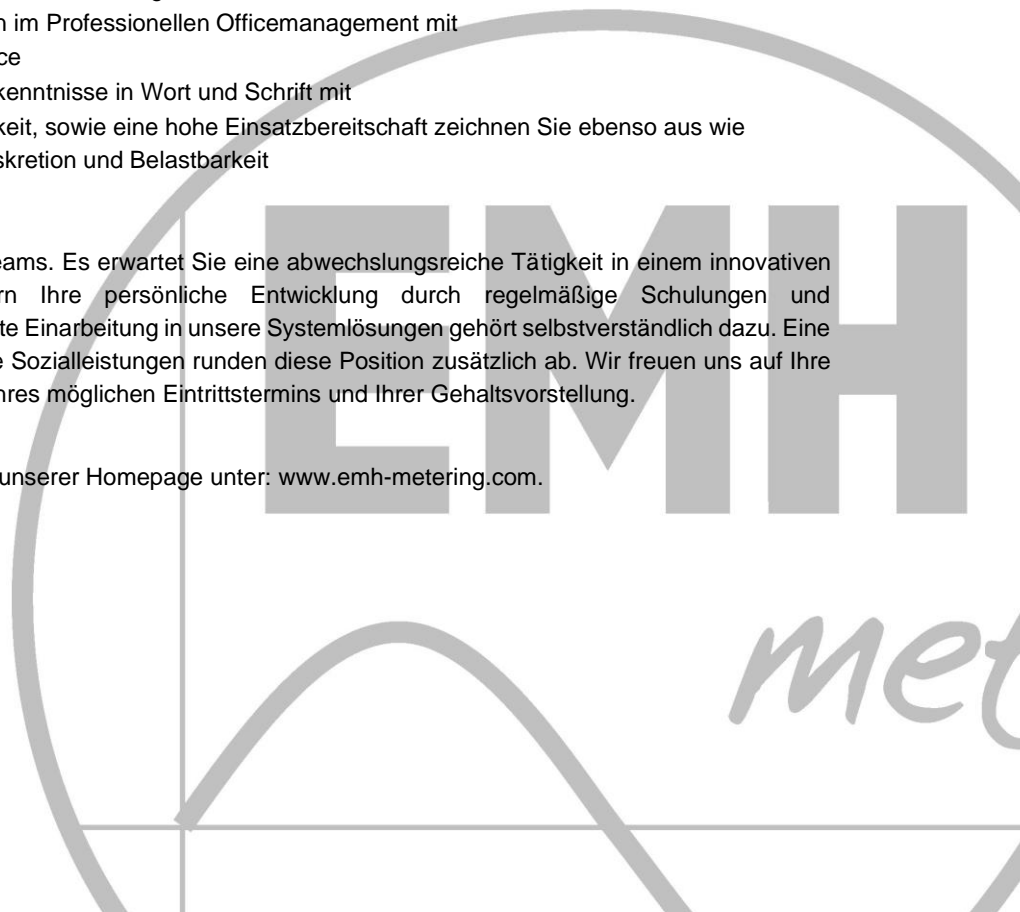 n im Professionellen Officemanagement mit
ce
kenntnisse in Wort und Schrift mit
keit, sowie eine hohe Einsatzbereitschaft zeichnen Sie ebenso aus wie
skretion und Belastbarkeit
eams. Es erwartet Sie eine abwechslungsreiche Tätigkeit in einem innovativen
rn Ihre persönliche Entwicklung durch regelmäßige Schulungen und
te Einarbeitung in unsere Systemlösungen gehört selbstverständlich dazu. Eine
e Sozialleistungen runden diese Position zusätzlich ab. Wir freuen uns auf Ihre
hres möglichen Eintrittstermins und Ihrer Gehaltsvorstellung.
unserer Homepage unter: www.emh-metering.com.
EMH
met